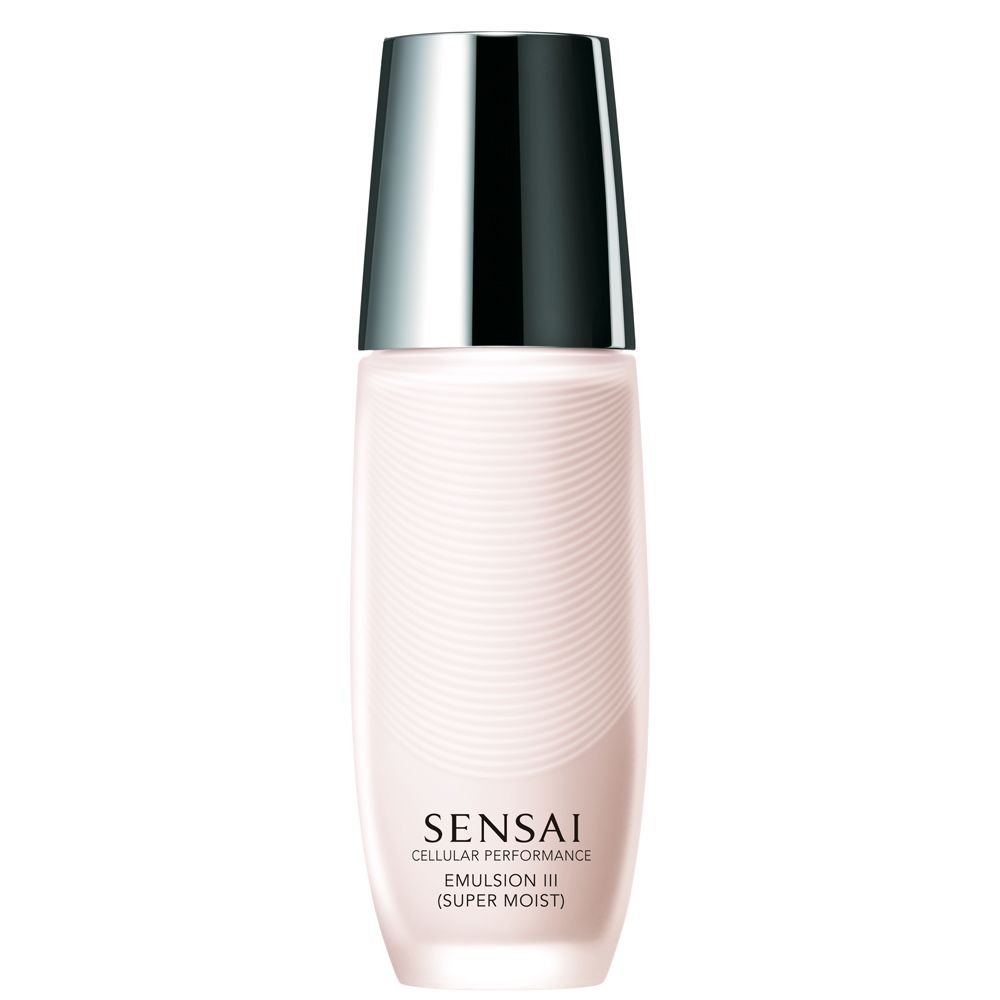 SENSAI
CELLULAR PERFORMANCE
EMULSION III
(SUPER MOIST)